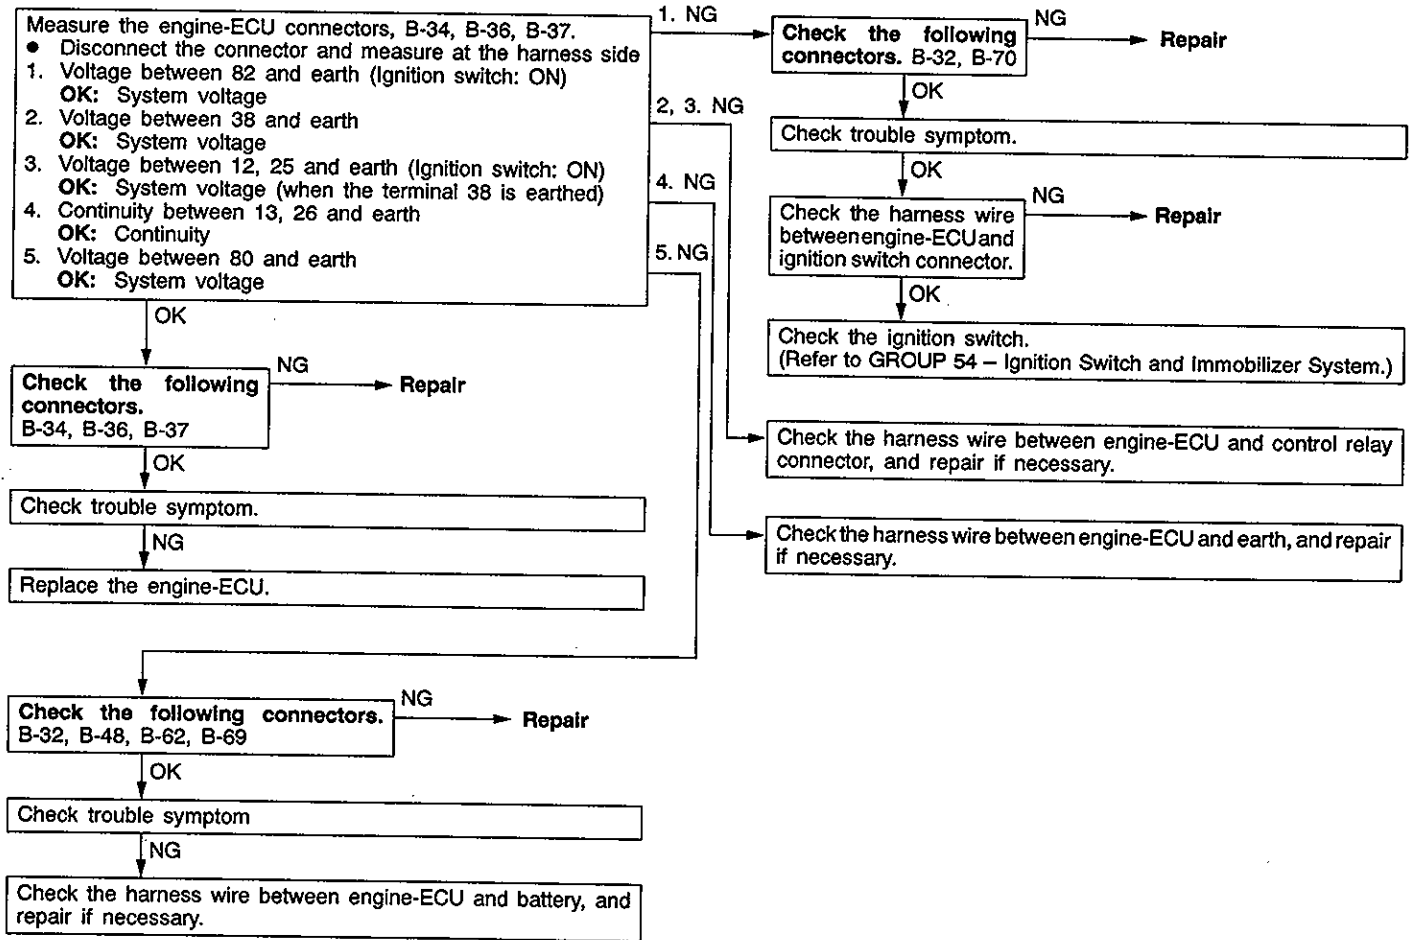 Measure the engine-ECU connectors, B-34, B-36, B-37.
● Disconnect the connector and measure at the harness side
1. Voltage between 82 and earth (Ignition switch: ON)
OK: System voltage
2. Voltage between 38 and earth
OK: System voltage
3. Voltage between 12, 25 and earth (Ignition switch: ON)
OK: System voltage (when the terminal 38 is earthed)
4. Continuity between 13, 26 and earth
OK: Continuity
5. Voltage between 80 and earth
OK: System voltage
1. NG
Check the following
connectors. B-32, B-70
NG
Repair
OK
Check trouble symptom.
OK
Check the harness wire
between engine-ECU and
ignition switch connector.
NG
Repair
OK
Check the ignition switch.
(Refer to GROUP 54 – Ignition Switch and Immobilizer System.)
2, 3. NG
Check the harness wire between engine-ECU and control relay
connector, and repair if necessary.
4. NG
Check the harness wire between engine-ECU and earth, and repair
if necessary.
5. NG
OK
Check the following
connectors.
B-34, B-36, B-37
NG
Repair
OK
Check trouble symptom.
NG
Replace the engine-ECU.
Check the following connectors.
B-32, B-48, B-62, B-69
NG
Repair
OK
Check trouble symptom
NG
Check the harness wire between engine-ECU and battery, and
repair if necessary.